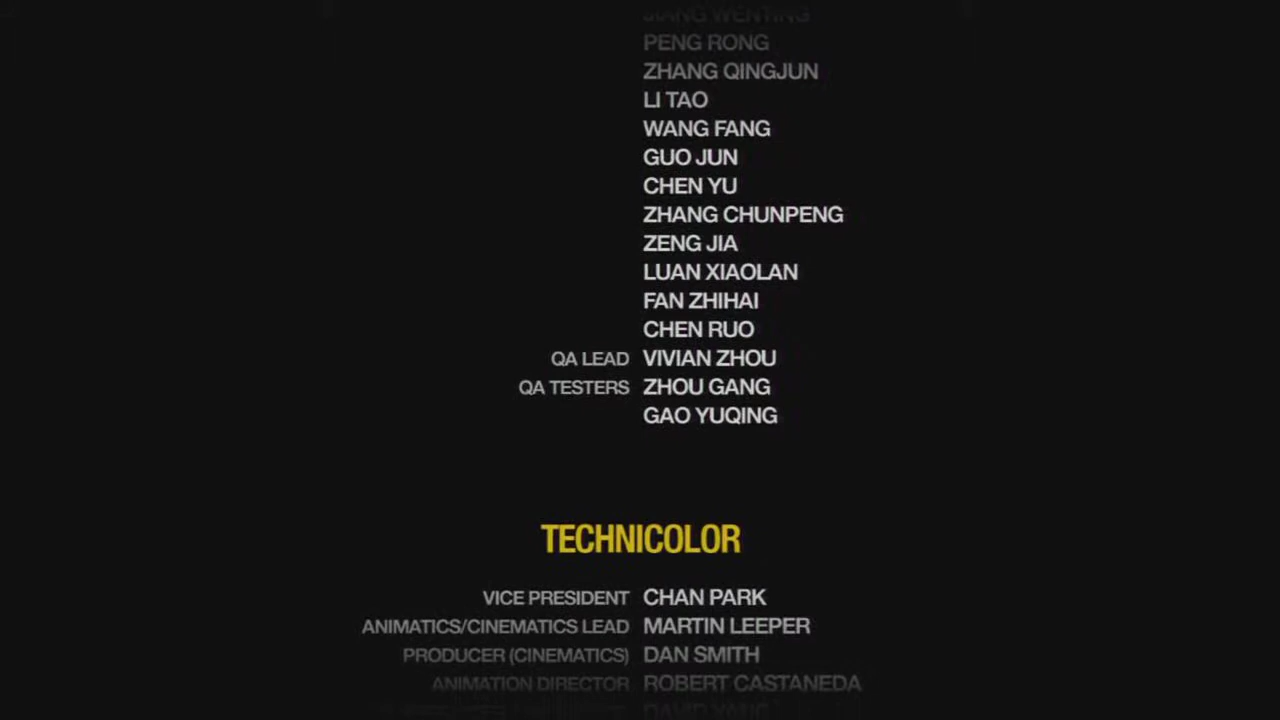 JIANG WENTING
PENG RONG
ZHANG QINGJUN
LI TAO
WANG FANG
GUO JUN
CHEN YU
ZHANG CHUNPENG
ZENG JIA
LUAN XIAOLAN
FAN ZHIHAI
CHEN RUO
QA LEAD VIVIAN ZHOU
QA TESTERS ZHOU GANG
GAO YUQING
TECHNICOLOR
VICE PRESIDENT CHAN PARK
ANIMATICS/CINEMATICS LEAD MARTIN LEEPER
PRODUCER (CINEMATICS) DAN SMITH
ANIMATION DIRECTOR ROBERT CASTANEDA